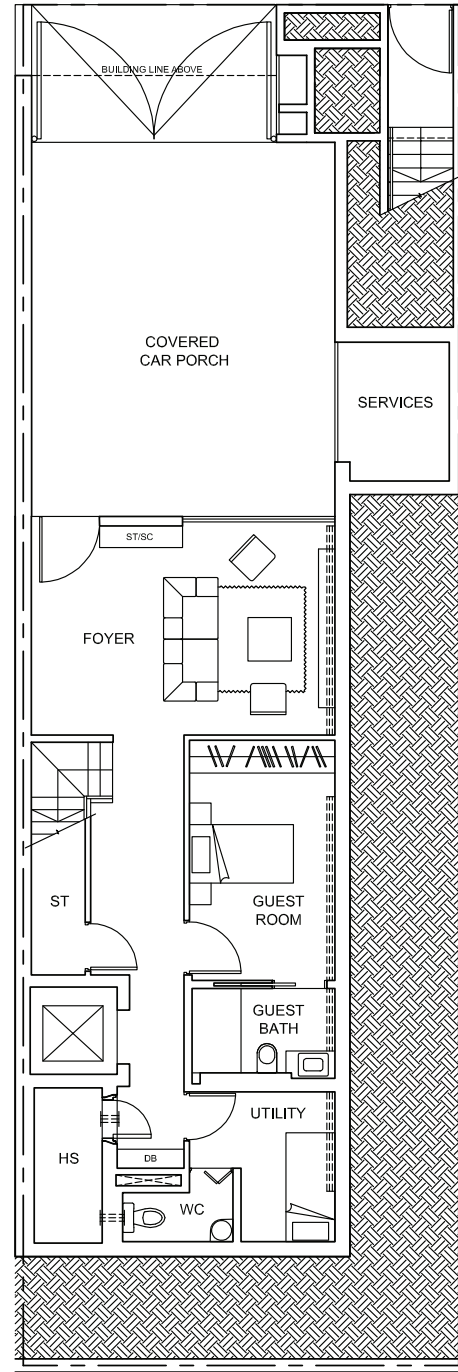 BUILDING LINE ABOVE
COVERED
CAR PORCH
SERVICES
ST/SC
FOYER
ST
GUEST
ROOM
GUEST
BATH
UTILITY
HS
DB
WC